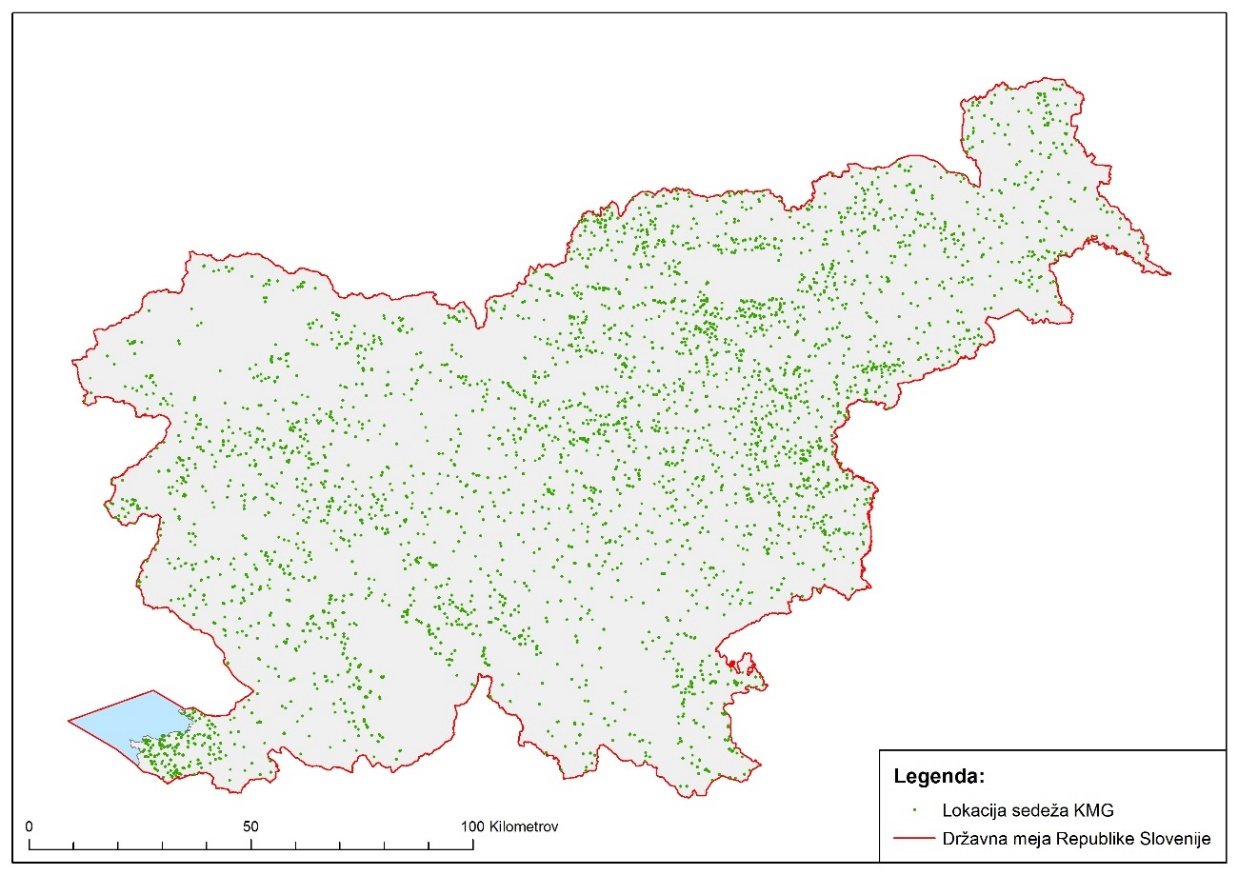 0 50 100 Kilometrov
Legenda:
Lokacija sedeža KMG
Državna meja Republike Slovenije